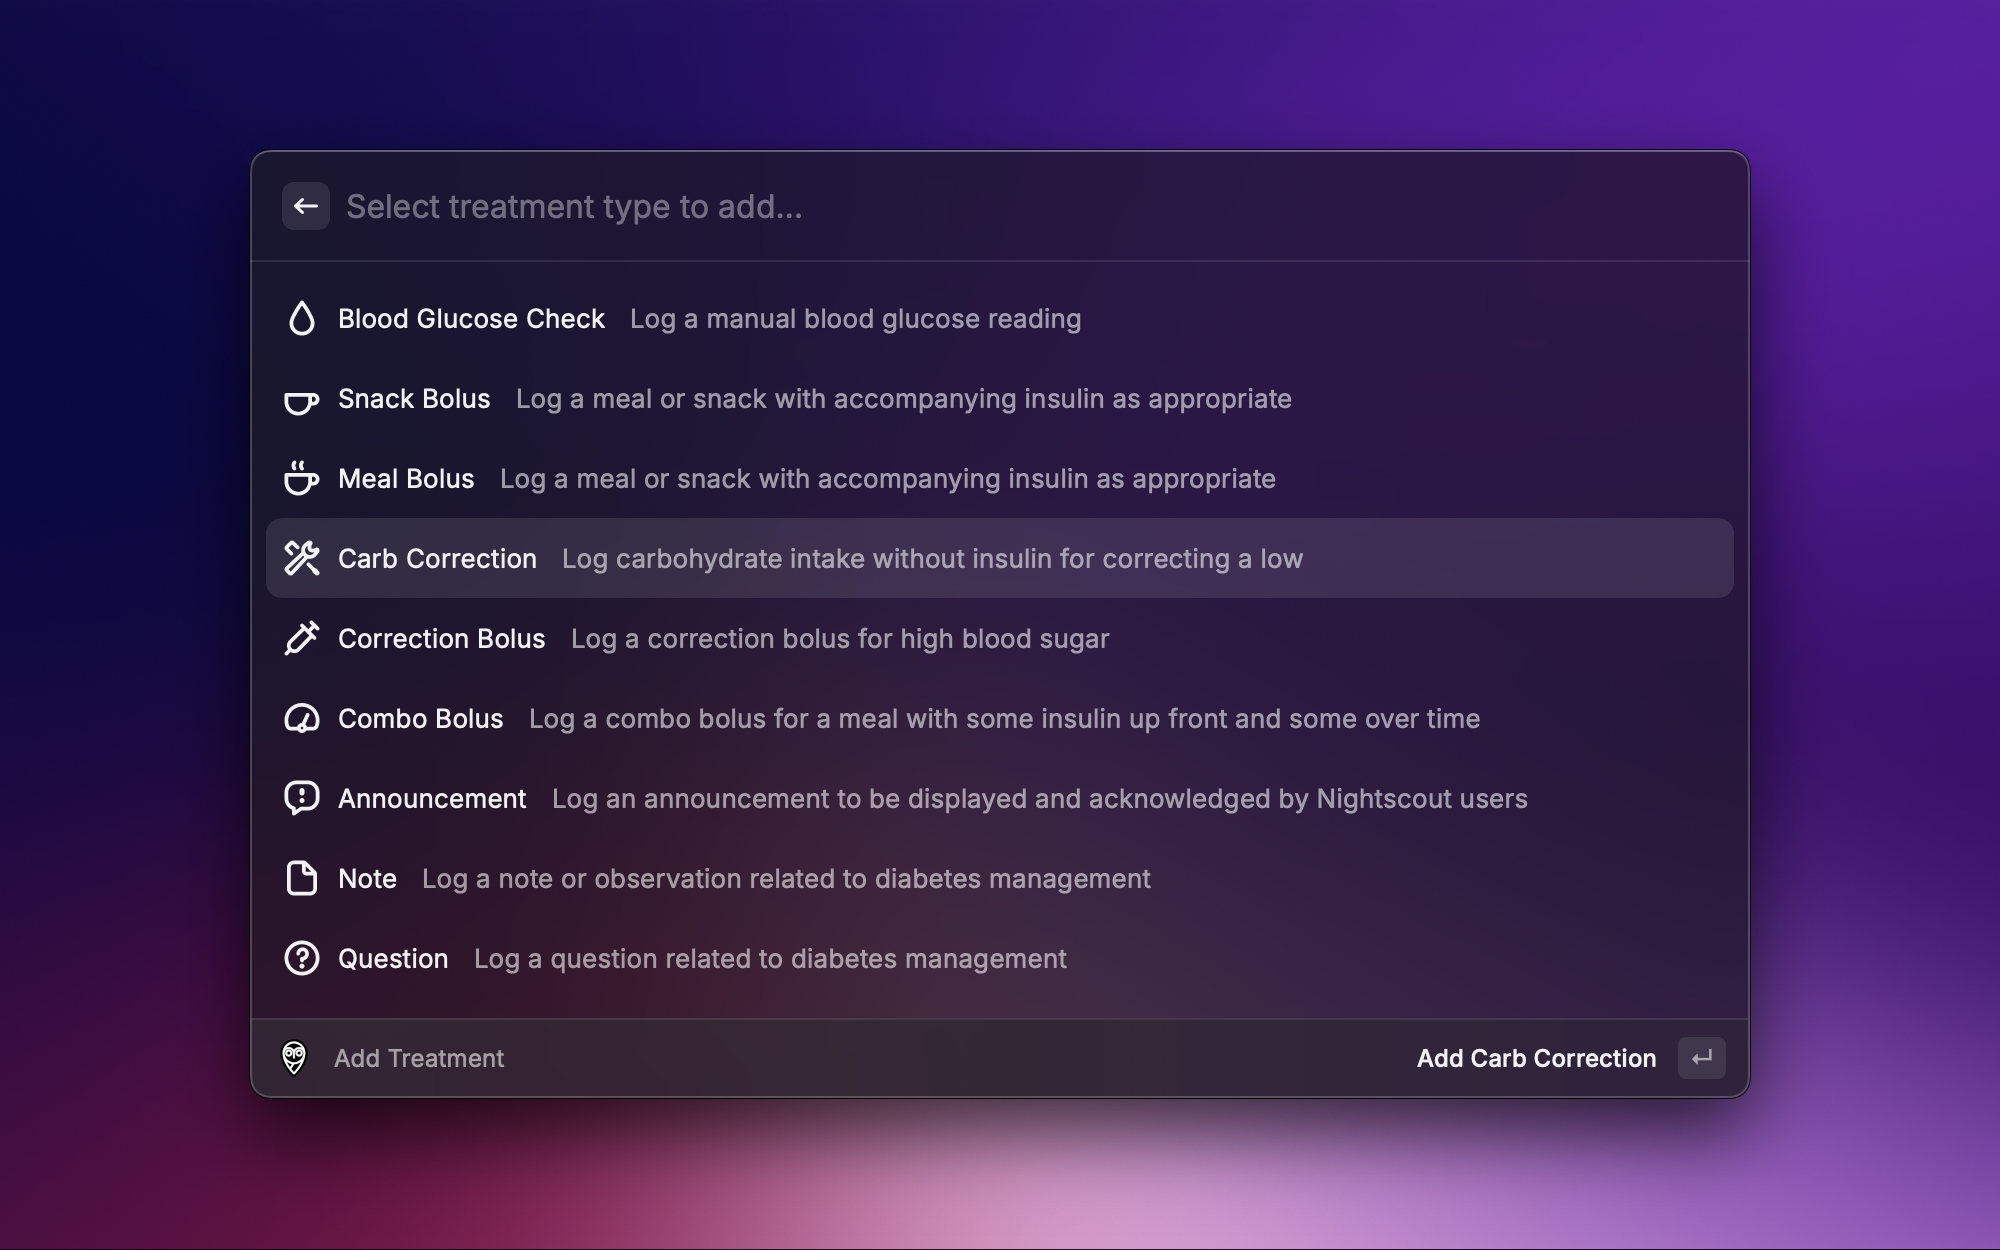 Select treatment type to add...
Blood Glucose Check Log a manual blood glucose reading
Snack Bolus Log a meal or snack with accompanying insulin as appropriate
Meal Bolus Log a meal or snack with accompanying insulin as appropriate
Carb Correction Log carbohydrate intake without insulin for correcting a low
Correction Bolus Log a correction bolus for high blood sugar
Combo Bolus Log a combo bolus for a meal with some insulin up front and some over time
Announcement Log an announcement to be displayed and acknowledged by Nightscout users
Note Log a note or observation related to diabetes management
Question Log a question related to diabetes management
Add Treatment Add Carb Correction